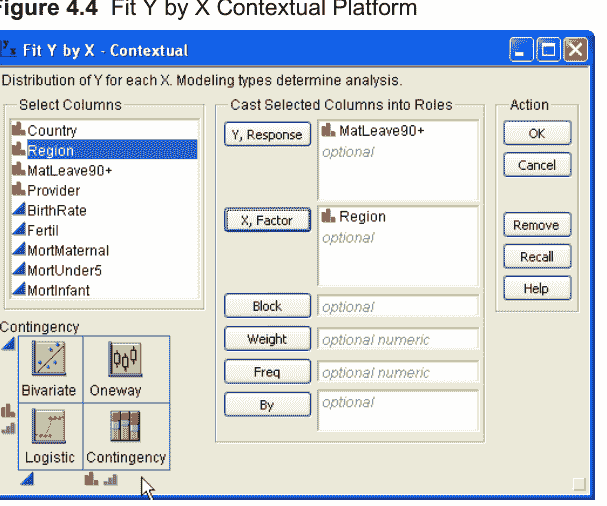 Figure 4.4 Fit Y by X Contextual Platform
Fit Y by X - Contextual
Distribution of Y for each X. Modeling types determine analysis.
Select Columns
Country
Region
MatLeave90+
Provider
BirthRate
Fertil
MortMaternal
MortUnder5
MortInfant
Cast Selected Columns into Roles
Y, Response
MatLeave90+
optional
X, Factor
Region
optional
Block
optional
Weight
optional numeric
Freq
optional numeric
By
optional
Action
OK
Cancel
Remove
Recall
Help
Contingency
Bivariate
Oneway
Logistic
Contingency